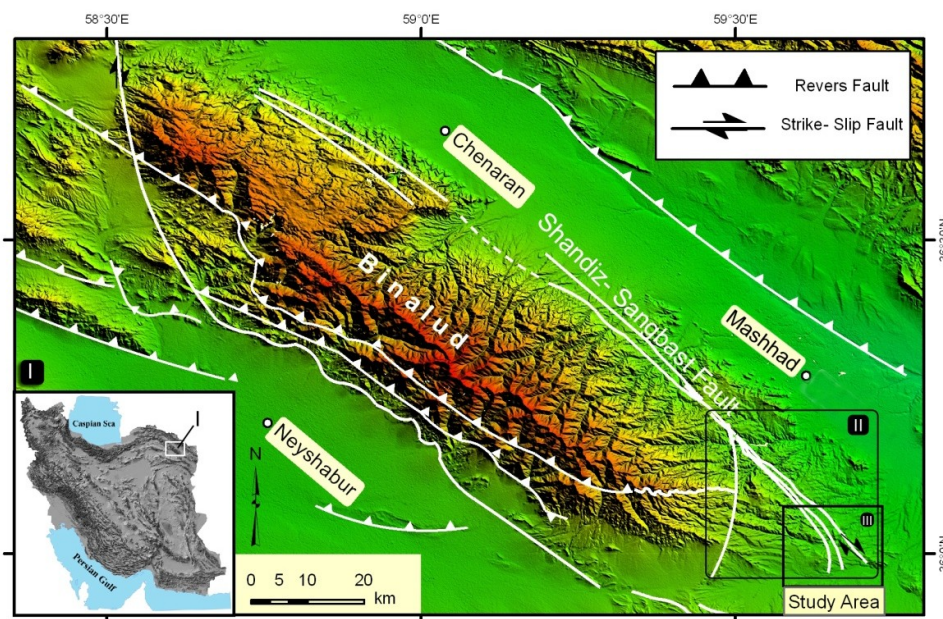 58°30'E
59°0'E
59°30'E
Revers Fault
Strike- Slip Fault
Chenaran
Shandiz- Sandbast Fault
Binalud
Mashhad
I
II
Caspian Sea
I
Neyshabur
N
III
Persian Gulf
0 5 10 20
km
Study Area